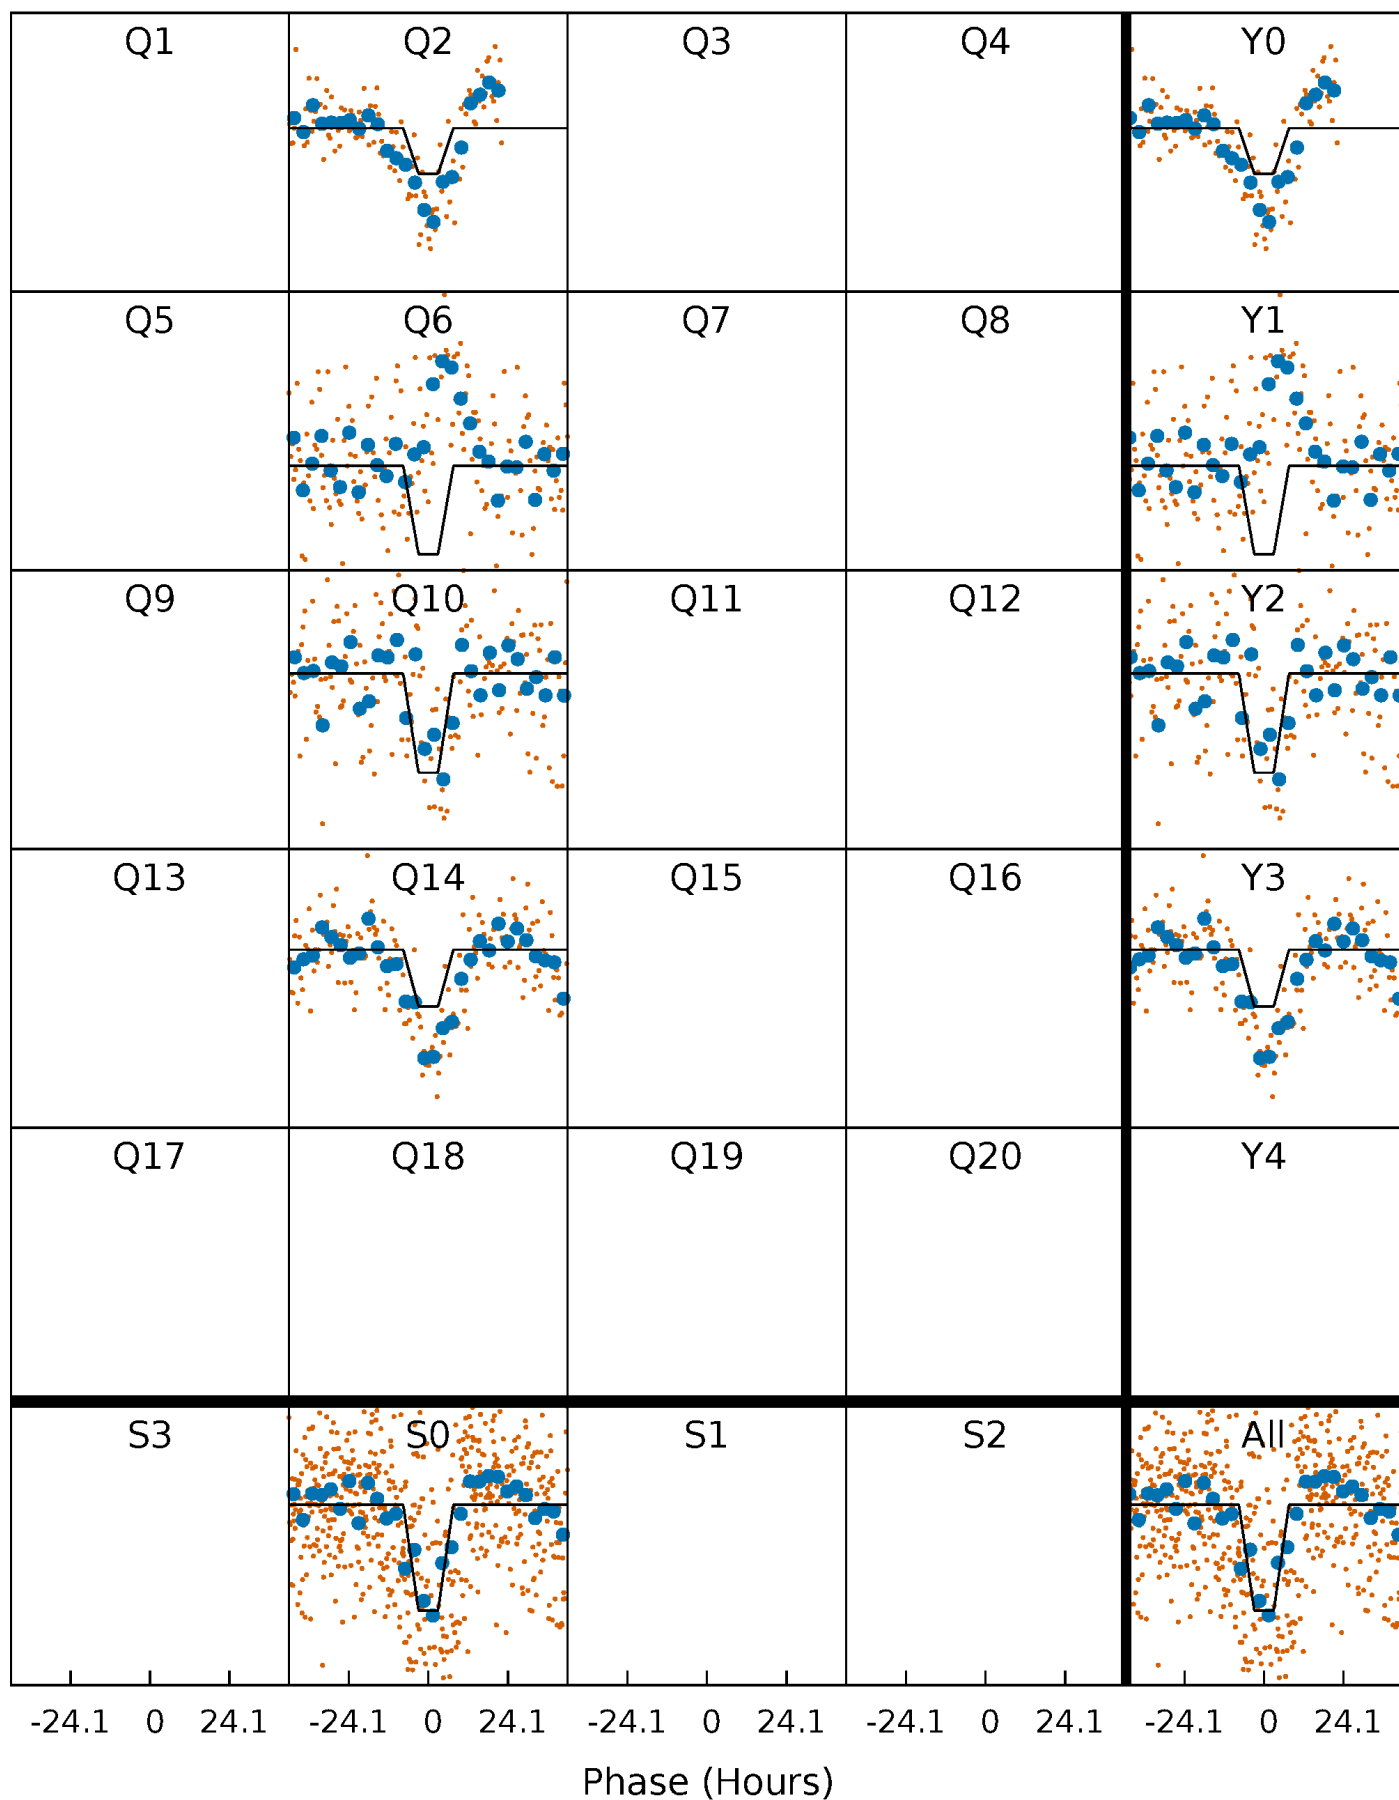 Q1 Q2 Q3 Q4 Y0
Q5 Q6 Q7 Q8 Y1
Q9 Q10 Q11 Q12 Y2
Q13 Q14 Q15 Q16 Y3
Q17 Q18 Q19 Q20 Y4
S3 S0 S1 S2 All
-24.1 0 24.1 -24.1 0 24.1 -24.1 0 24.1 -24.1 0 24.1 -24.1 0 24.1
Phase (Hours)